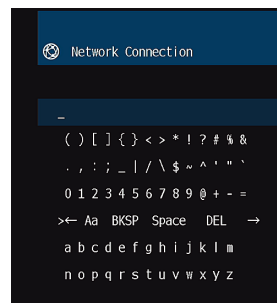 Network Connection
_
( ) [ ] { } < > * ! ? # % &
. , : ; _ | / \ $ ~ ^ ' " `
0 1 2 3 4 5 6 7 8 9 @ + - =
>← Aa BKSP Space DEL →
a b c d e f g h i j k l m
n o p q r s t u v w x y z